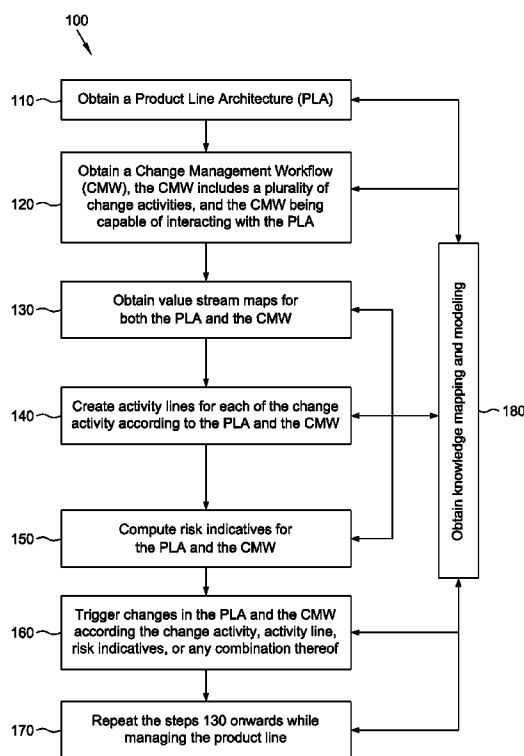 100
110
Obtain a Product Line Architecture (PLA)
120
Obtain a Change Management Workflow
(CMW), the CMW includes a plurality of
change activities, and the CMW being
capable of interacting with the PLA
130
Obtain value stream maps for
both the PLA and the CMW
140
Create activity lines for each of the change
activity according to the PLA and the CMW
150
Compute risk indicatives for
the PLA and the CMW
160
Trigger changes in the PLA and the CMW
according the change activity, activity line,
risk indicatives, or any combination thereof
170
Repeat the steps 130 onwards while
managing the product line
Obtain knowledge mapping and modeling
180